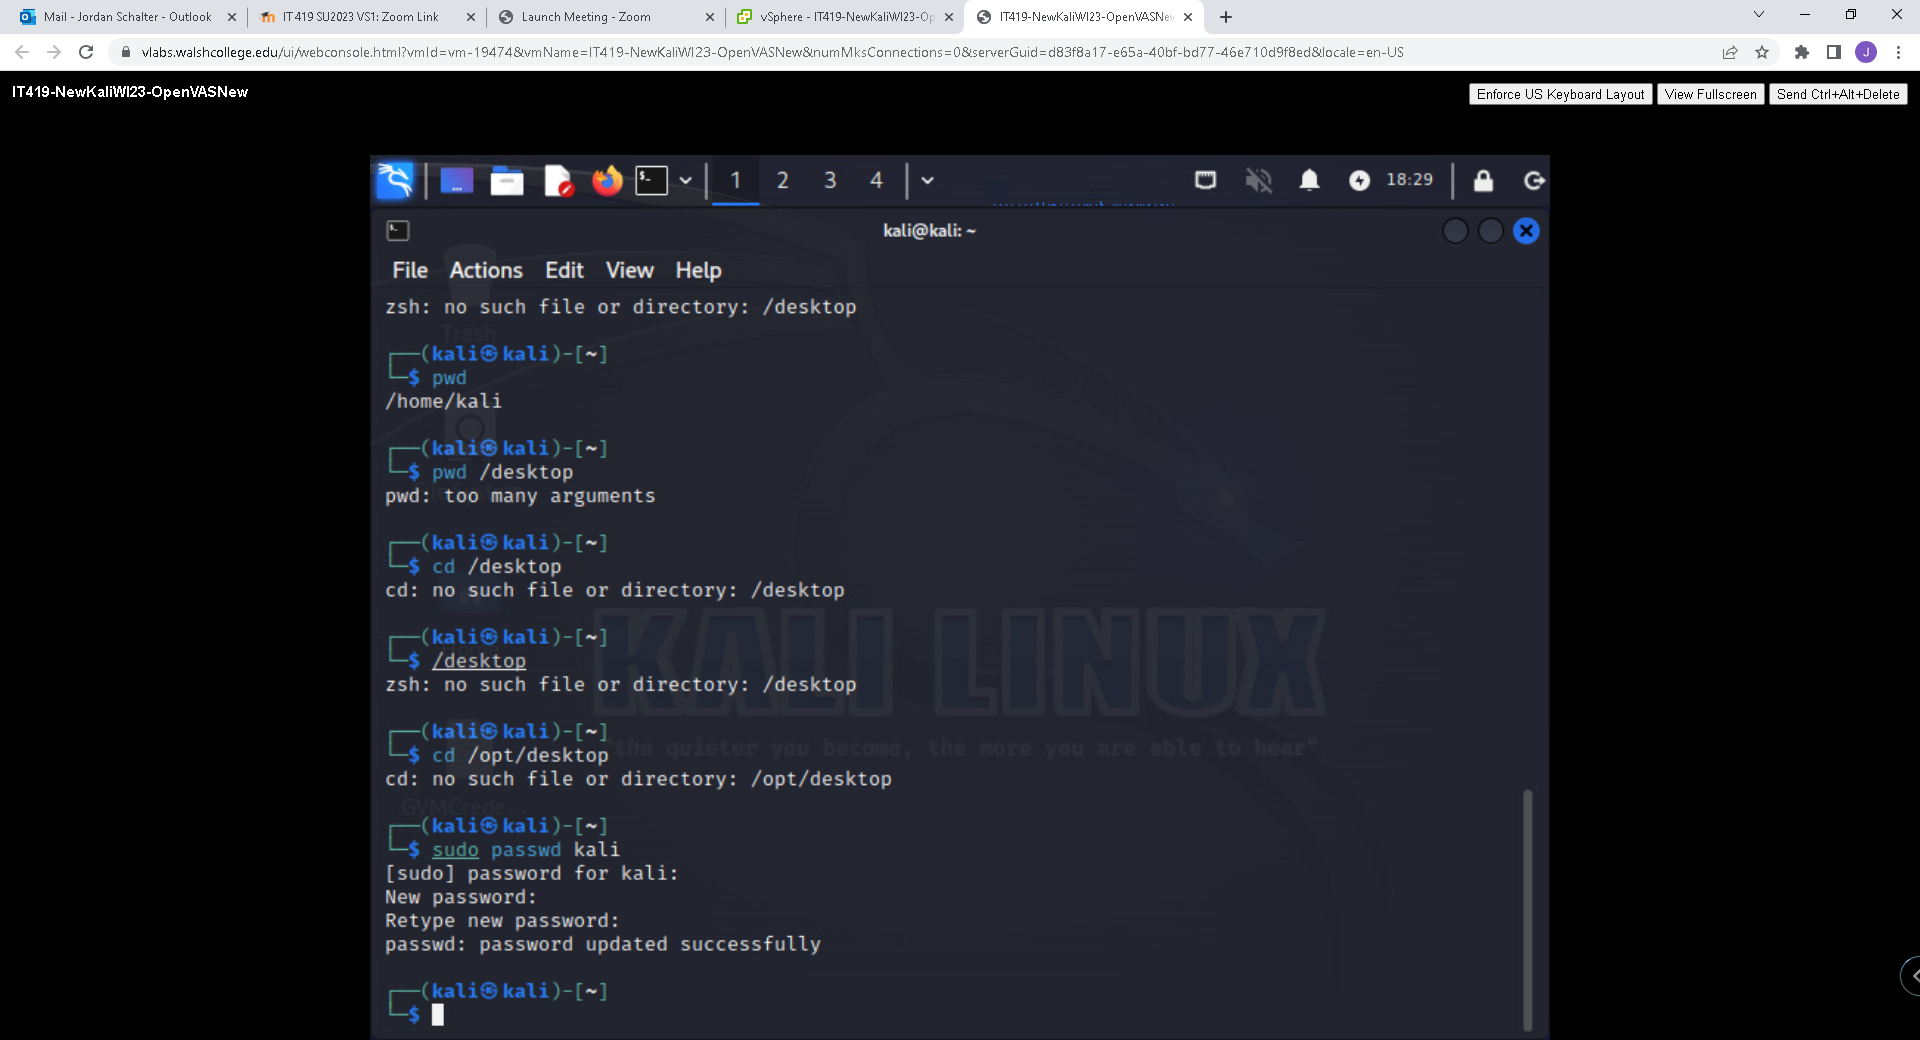 Mail - Jordan Schalter - Outlook
IT 419 SU2023 VS1: Zoom Link
Launch Meeting - Zoom
vSphere - IT419-NewKaliWI23-Op
IT419-NewKaliWI23-OpenVASNew
vlabs.walshcollege.edu/ui/webconsole.html?vmId=vm-19474&vmName=IT419-NewKaliWI23-OpenVASNew&numMksConnections=0&serverGuid=d83f8a17-e65a-40bf-bd77-46e710d9f8ed&locale=en-US
J
IT419-NewKaliWI23-OpenVASNew
Enforce US Keyboard Layout
View Fullscreen
Send Ctrl+Alt+Delete
1 2 3 4
18:29
kali@kali: ~
File Actions Edit View Help
zsh: no such file or directory: /desktop
Trash
(kali㉿kali)-[~]
$ pwd
/home/kali
(kali㉿kali)-[~]
$ pwd /desktop
pwd: too many arguments
(kali㉿kali)-[~]
$ cd /desktop
cd: no such file or directory: /desktop
(kali㉿kali)-[~]
$ /desktop
zsh: no such file or directory: /desktop
KALI LINUX
(kali㉿kali)-[~]
$ cd /opt/desktop
"the quieter you become, the more you are able to hear"
cd: no such file or directory: /opt/desktop
GVMCrede...
(kali㉿kali)-[~]
$ sudo passwd kali
[sudo] password for kali:
New password:
Retype new password:
passwd: password updated successfully
(kali㉿kali)-[~]
$